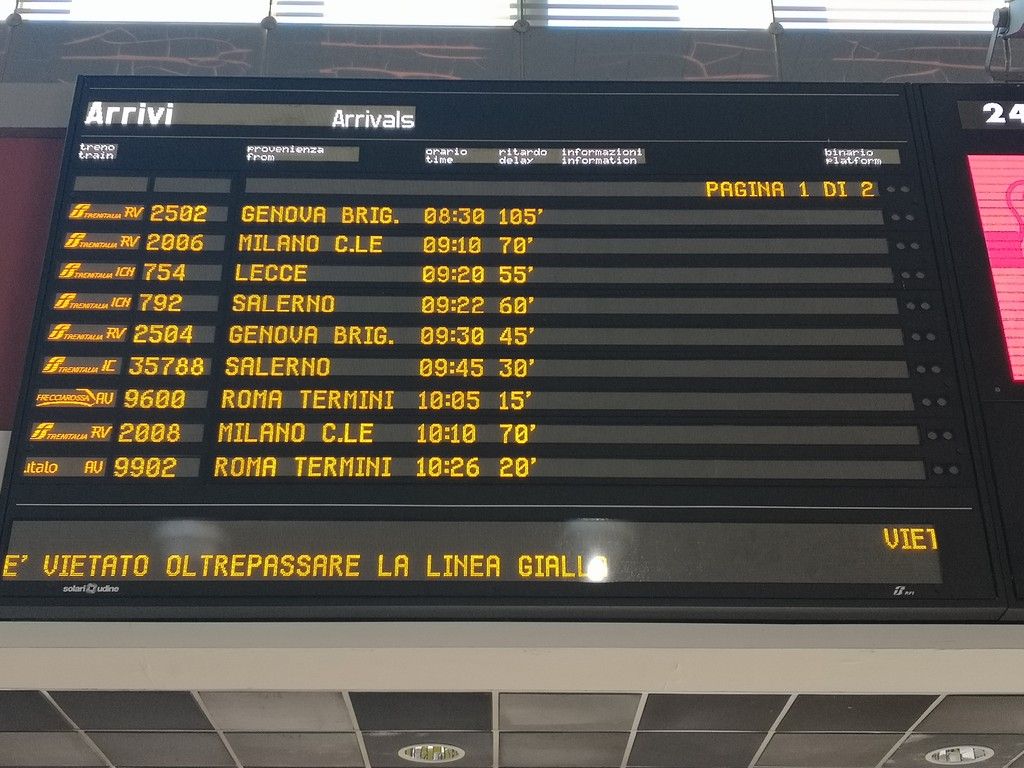 Arrivi Arrivals
24
treno provenienza orario ritardo informazioni binario
train from time delay information platform
PAGINA 1 DI 2
TRENITALIA RV 2502 GENOVA BRIG. 08:30 105'
TRENITALIA RV 2006 MILANO C.LE 09:10 70'
TRENITALIA ICN 754 LECCE 09:20 55'
TRENITALIA ICN 792 SALERNO 09:22 60'
TRENITALIA RV 2504 GENOVA BRIG. 09:30 45'
TRENITALIA IC 35788 SALERNO 09:45 30'
FRECCIAROSSA AV 9600 ROMA TERMINI 10:05 15'
TRENITALIA RV 2008 MILANO C.LE 10:10 70'
italo AV 9902 ROMA TERMINI 10:26 20'
VIET
E' VIETATO OLTREPASSARE LA LINEA GIALLA
solari udine RFI